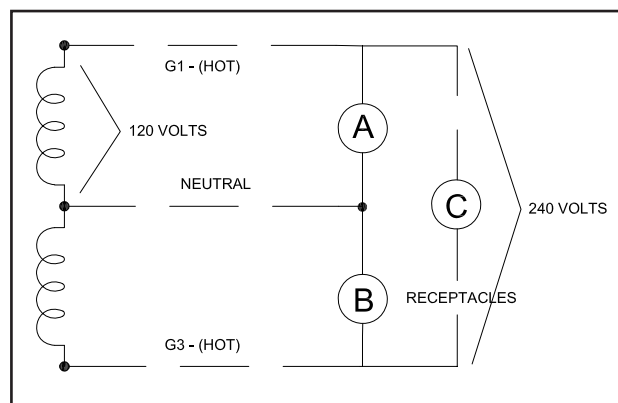 G1 - (HOT)
A
120 VOLTS
NEUTRAL
C
240 VOLTS
B
RECEPTACLES
G3 - (HOT)